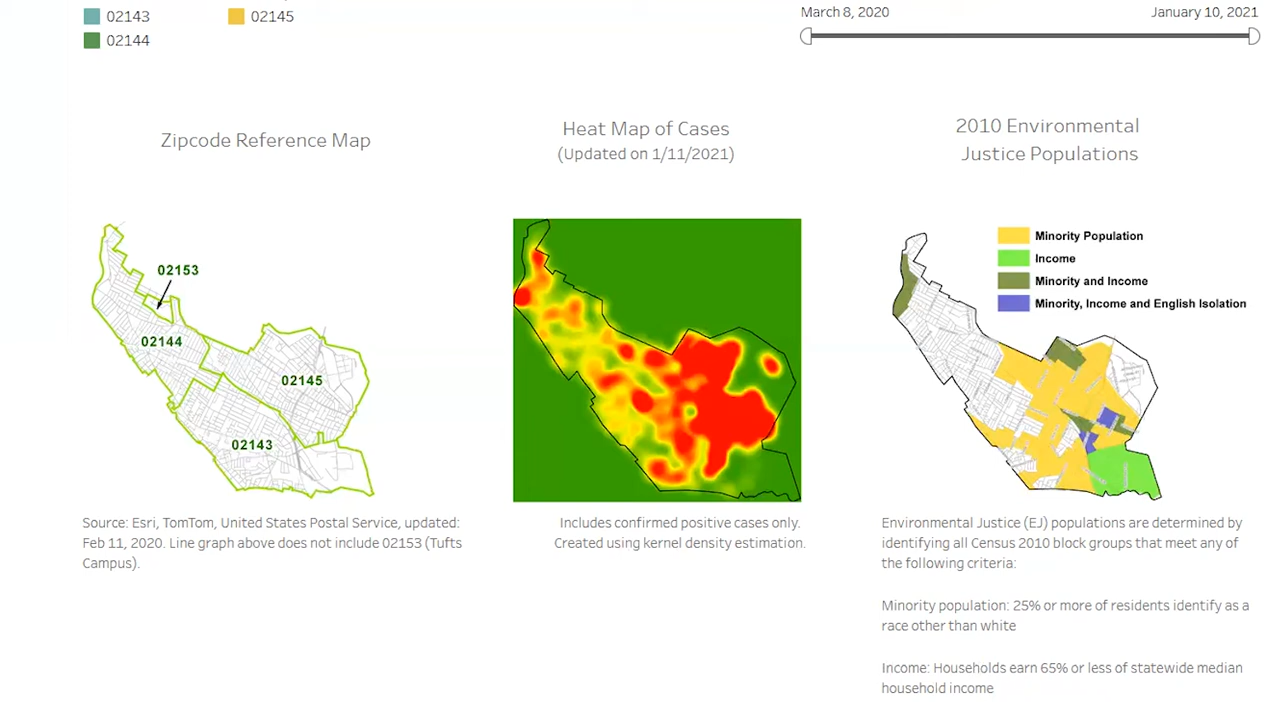 02143
02145
02144
March 8, 2020
January 10, 2021
Zipcode Reference Map
02153
02144
02145
02143
Source: Esri, TomTom, United States Postal Service, updated:
Feb 11, 2020. Line graph above does not include 02153 (Tufts
Campus).
Heat Map of Cases
(Updated on 1/11/2021)
Includes confirmed positive cases only.
Created using kernel density estimation.
2010 Environmental
Justice Populations
Minority Population
Income
Minority and Income
Minority, Income and English Isolation
Environmental Justice (EJ) populations are determined by
identifying all Census 2010 block groups that meet any of
the following criteria:
Minority population: 25% or more of residents identify as a
race other than white
Income: Households earn 65% or less of statewide median
household income